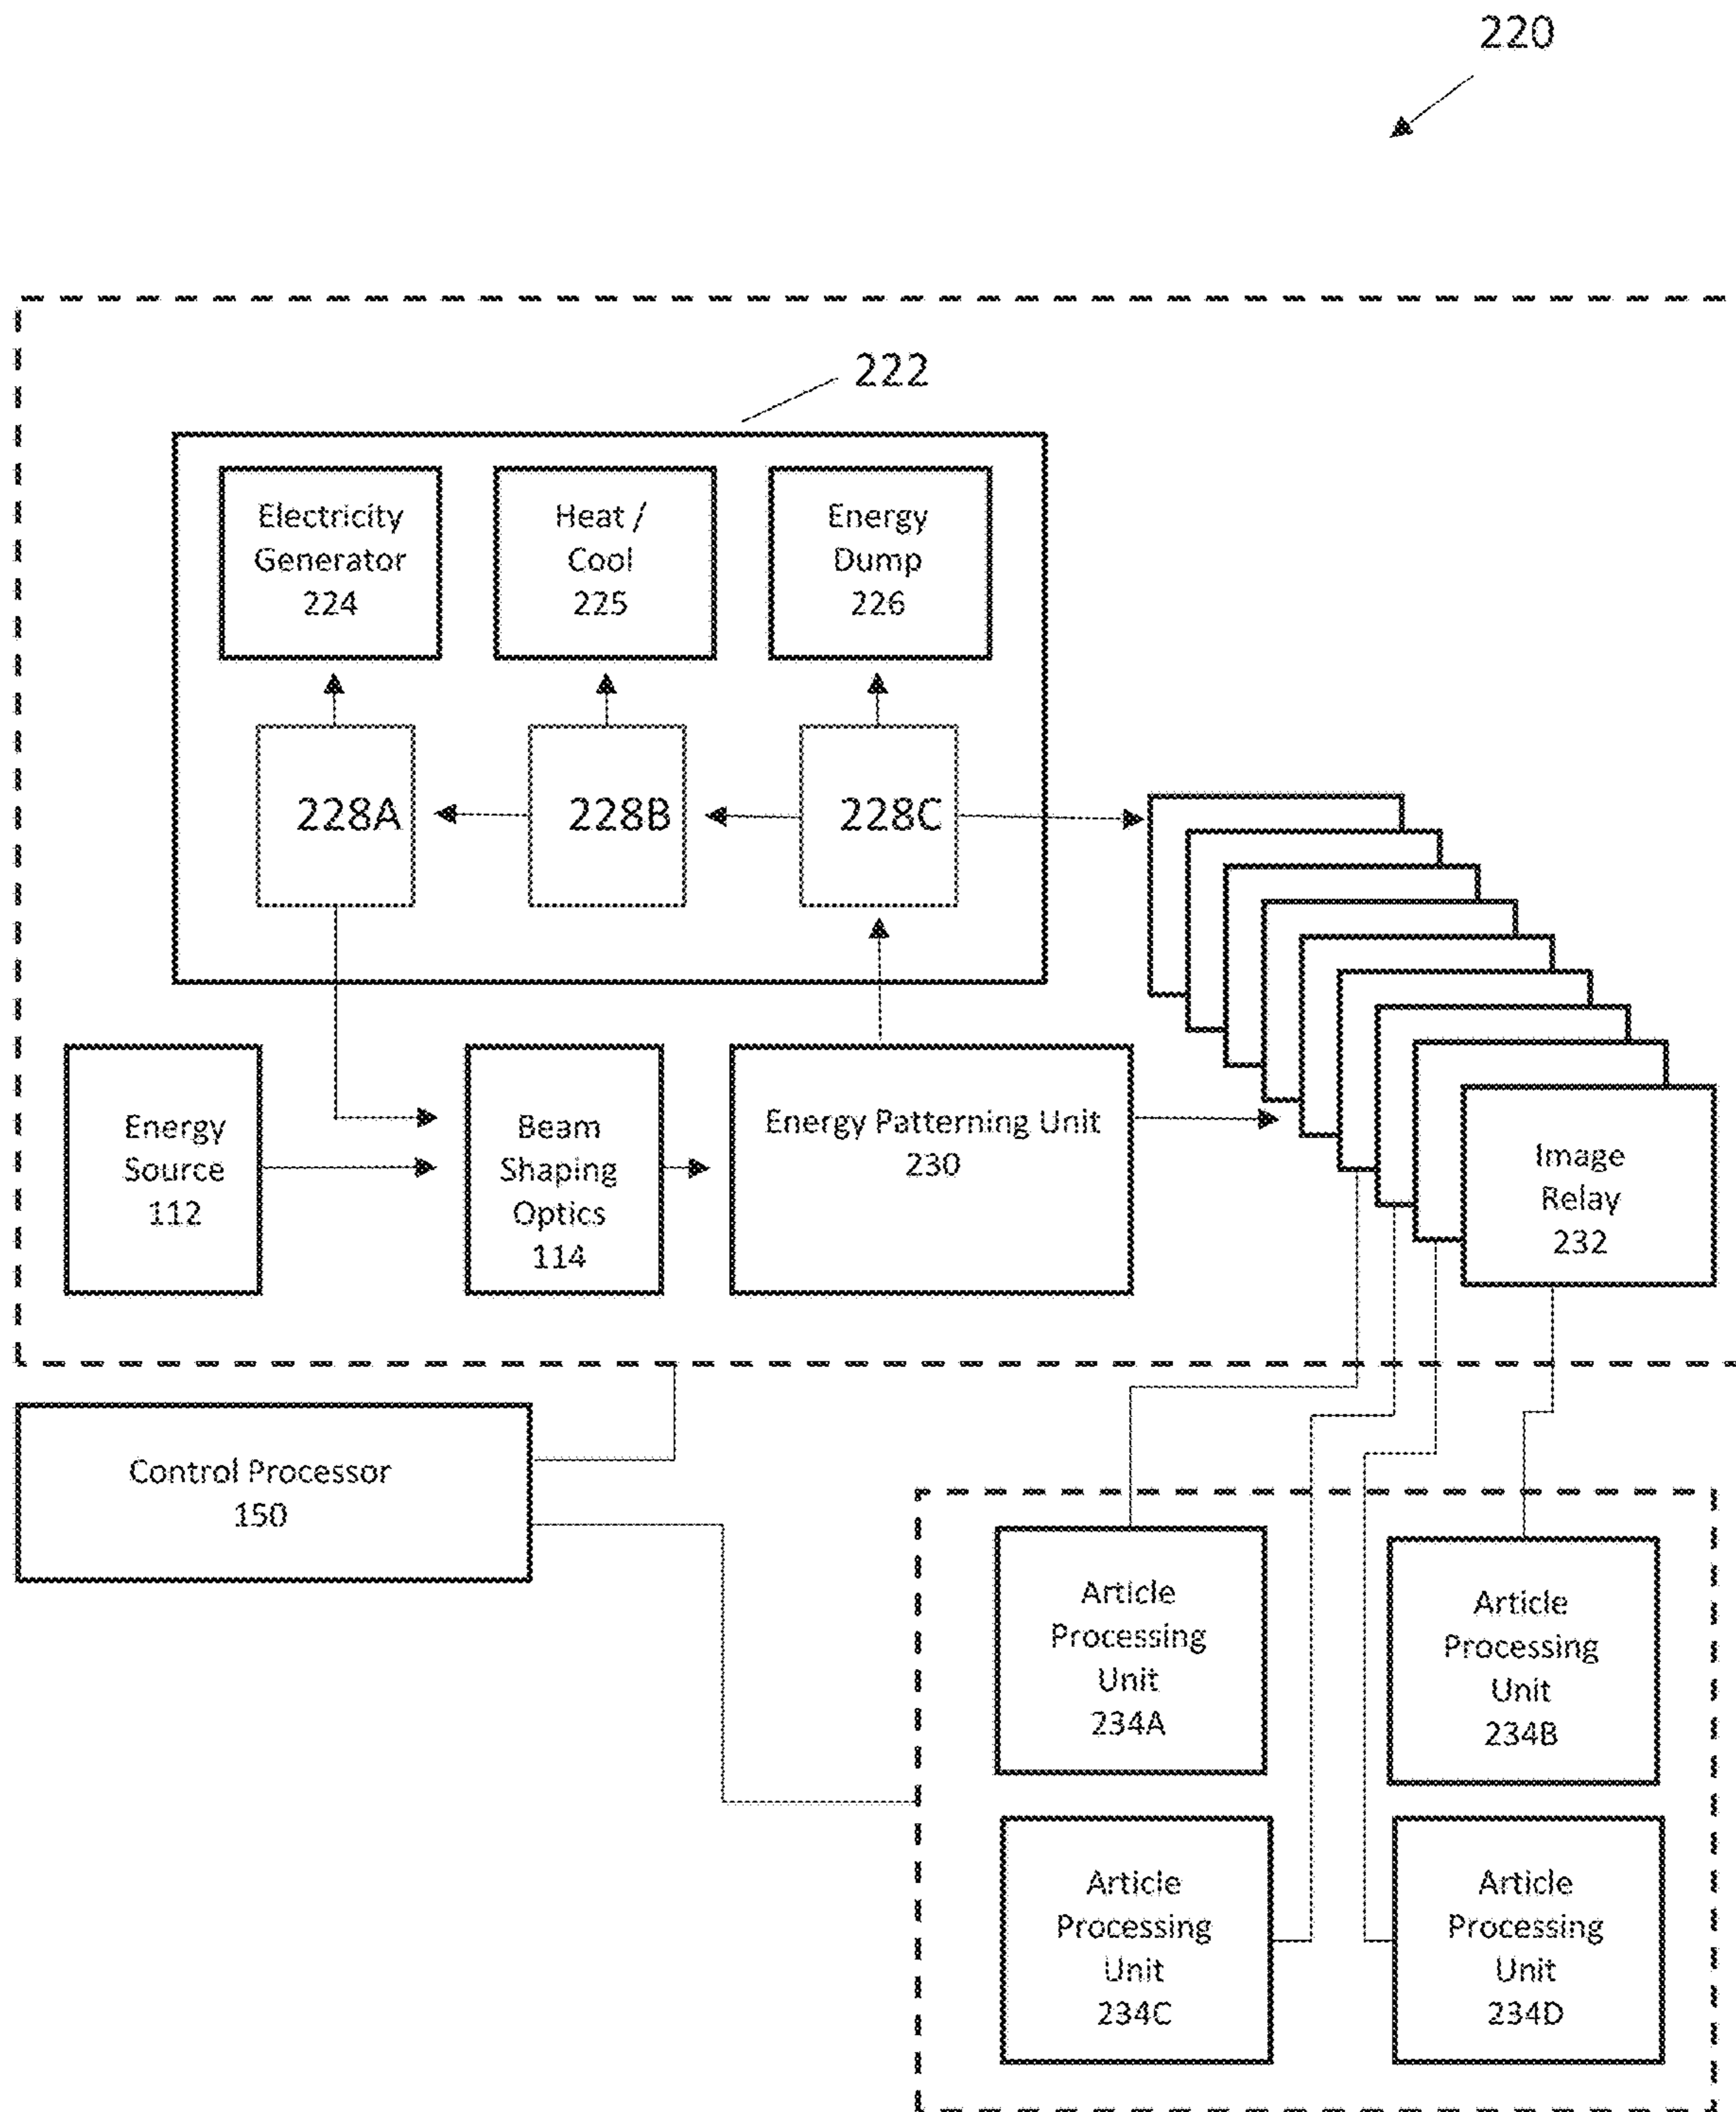 220
222
Electricity
Generator
224
Heat /
Cool
225
Energy
Dump
226
228A
228B
228C
Energy
Source
112
Beam
Shaping
Optics
114
Energy Patterning Unit
230
Image
Relay
232
Control Processor
150
Article
Processing
Unit
234A
Article
Processing
Unit
234B
Article
Processing
Unit
234C
Article
Processing
Unit
234D